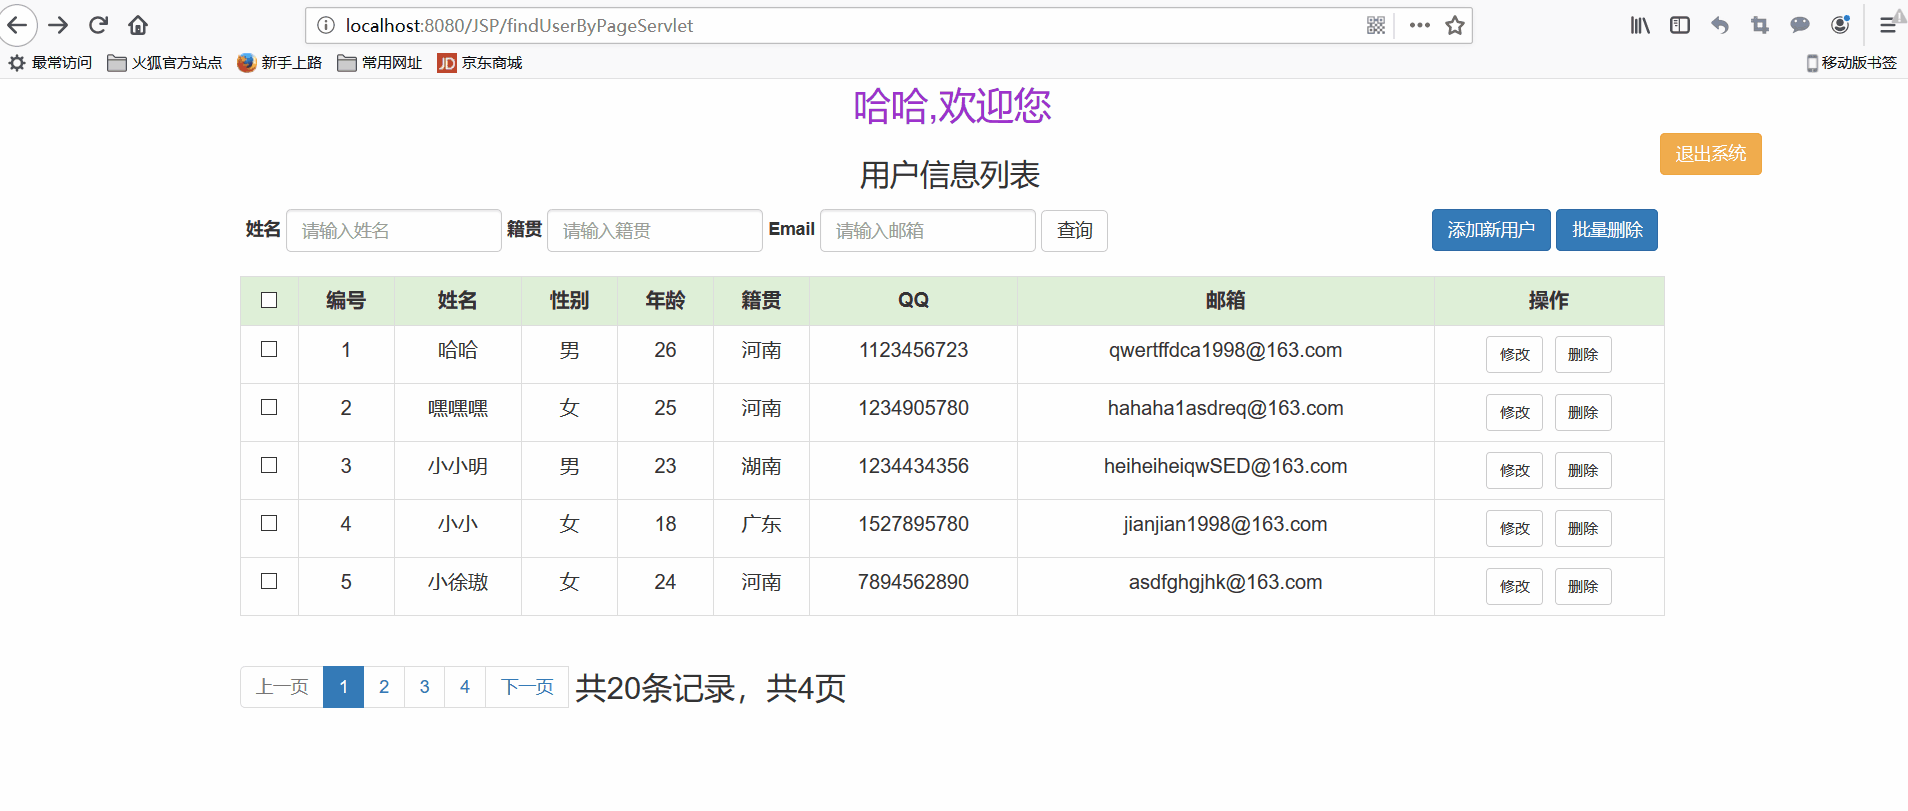 localhost:8080/JSP/findUserByPageServlet
最常访问 火狐官方站点 新手上路 常用网址 JD 京东商城 移动版书签
哈哈,欢迎您
退出系统
用户信息列表
姓名 请输入姓名 籍贯 请输入籍贯 Email 请输入邮箱 查询 添加新用户 批量删除
编号 姓名 性别 年龄 籍贯 QQ 邮箱 操作
1 哈哈 男 26 河南 1123456723 qwertffdca1998@163.com 修改 删除
2 嘿嘿嘿 女 25 河南 1234905780 hahaha1asdreq@163.com 修改 删除
3 小小明 男 23 湖南 1234434356 heiheiheiqwSED@163.com 修改 删除
4 小小 女 18 广东 1527895780 jianjian1998@163.com 修改 删除
5 小徐璈 女 24 河南 7894562890 asdfghgjhk@163.com 修改 删除
上一页 1 2 3 4 下一页 共20条记录，共4页